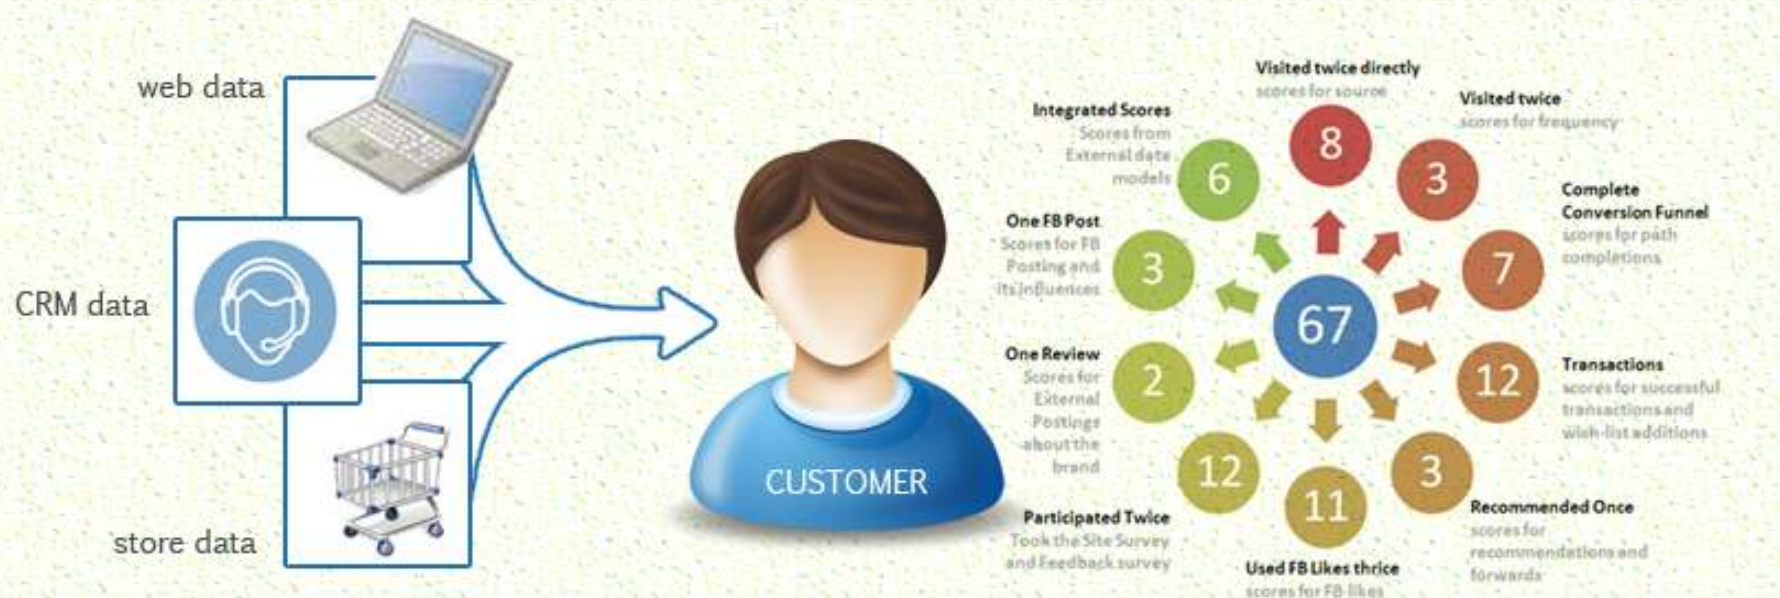 web data
CRM data
store data
CUSTOMER
Visited twice directly
scores for source
8
Visited twice
scores for frequency
3
Complete
Conversion Funnel
scores for path
completions
7
Transactions
scores for successful
transactions and
wish-list additions
12
Recommended Once
scores for
recommendations and
forwards
3
Used FB Likes thrice
scores for FB likes
11
Participated Twice
Took the Site Survey
and Feedback survey
12
One Review
Scores for
External
Postings
about the
brand
2
One FB Post
Scores for FB
Posting and
its influences
3
Integrated Scores
Scores from
External data
models
6
67